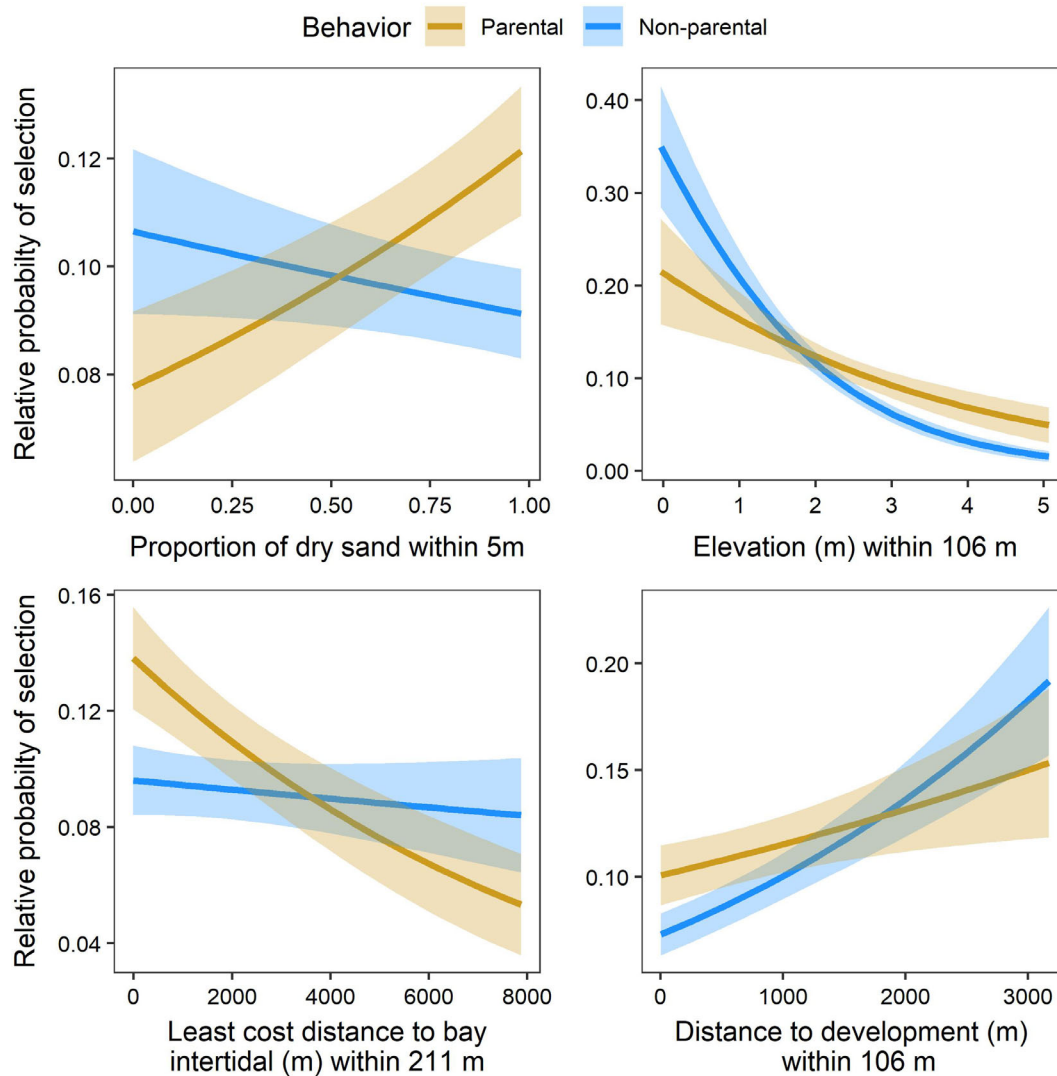 Behavior Parental Non-parental
Relative probabilty of selection
0.12
0.10
0.08
0.00 0.25 0.50 0.75 1.00
Proportion of dry sand within 5m
0.40
0.30
0.20
0.10
0.00
0 1 2 3 4 5
Elevation (m) within 106 m
Relative probabilty of selection
0.16
0.12
0.08
0.04
0 2000 4000 6000 8000
Least cost distance to bay
intertidal (m) within 211 m
0.20
0.15
0.10
0 1000 2000 3000
Distance to development (m)
within 106 m